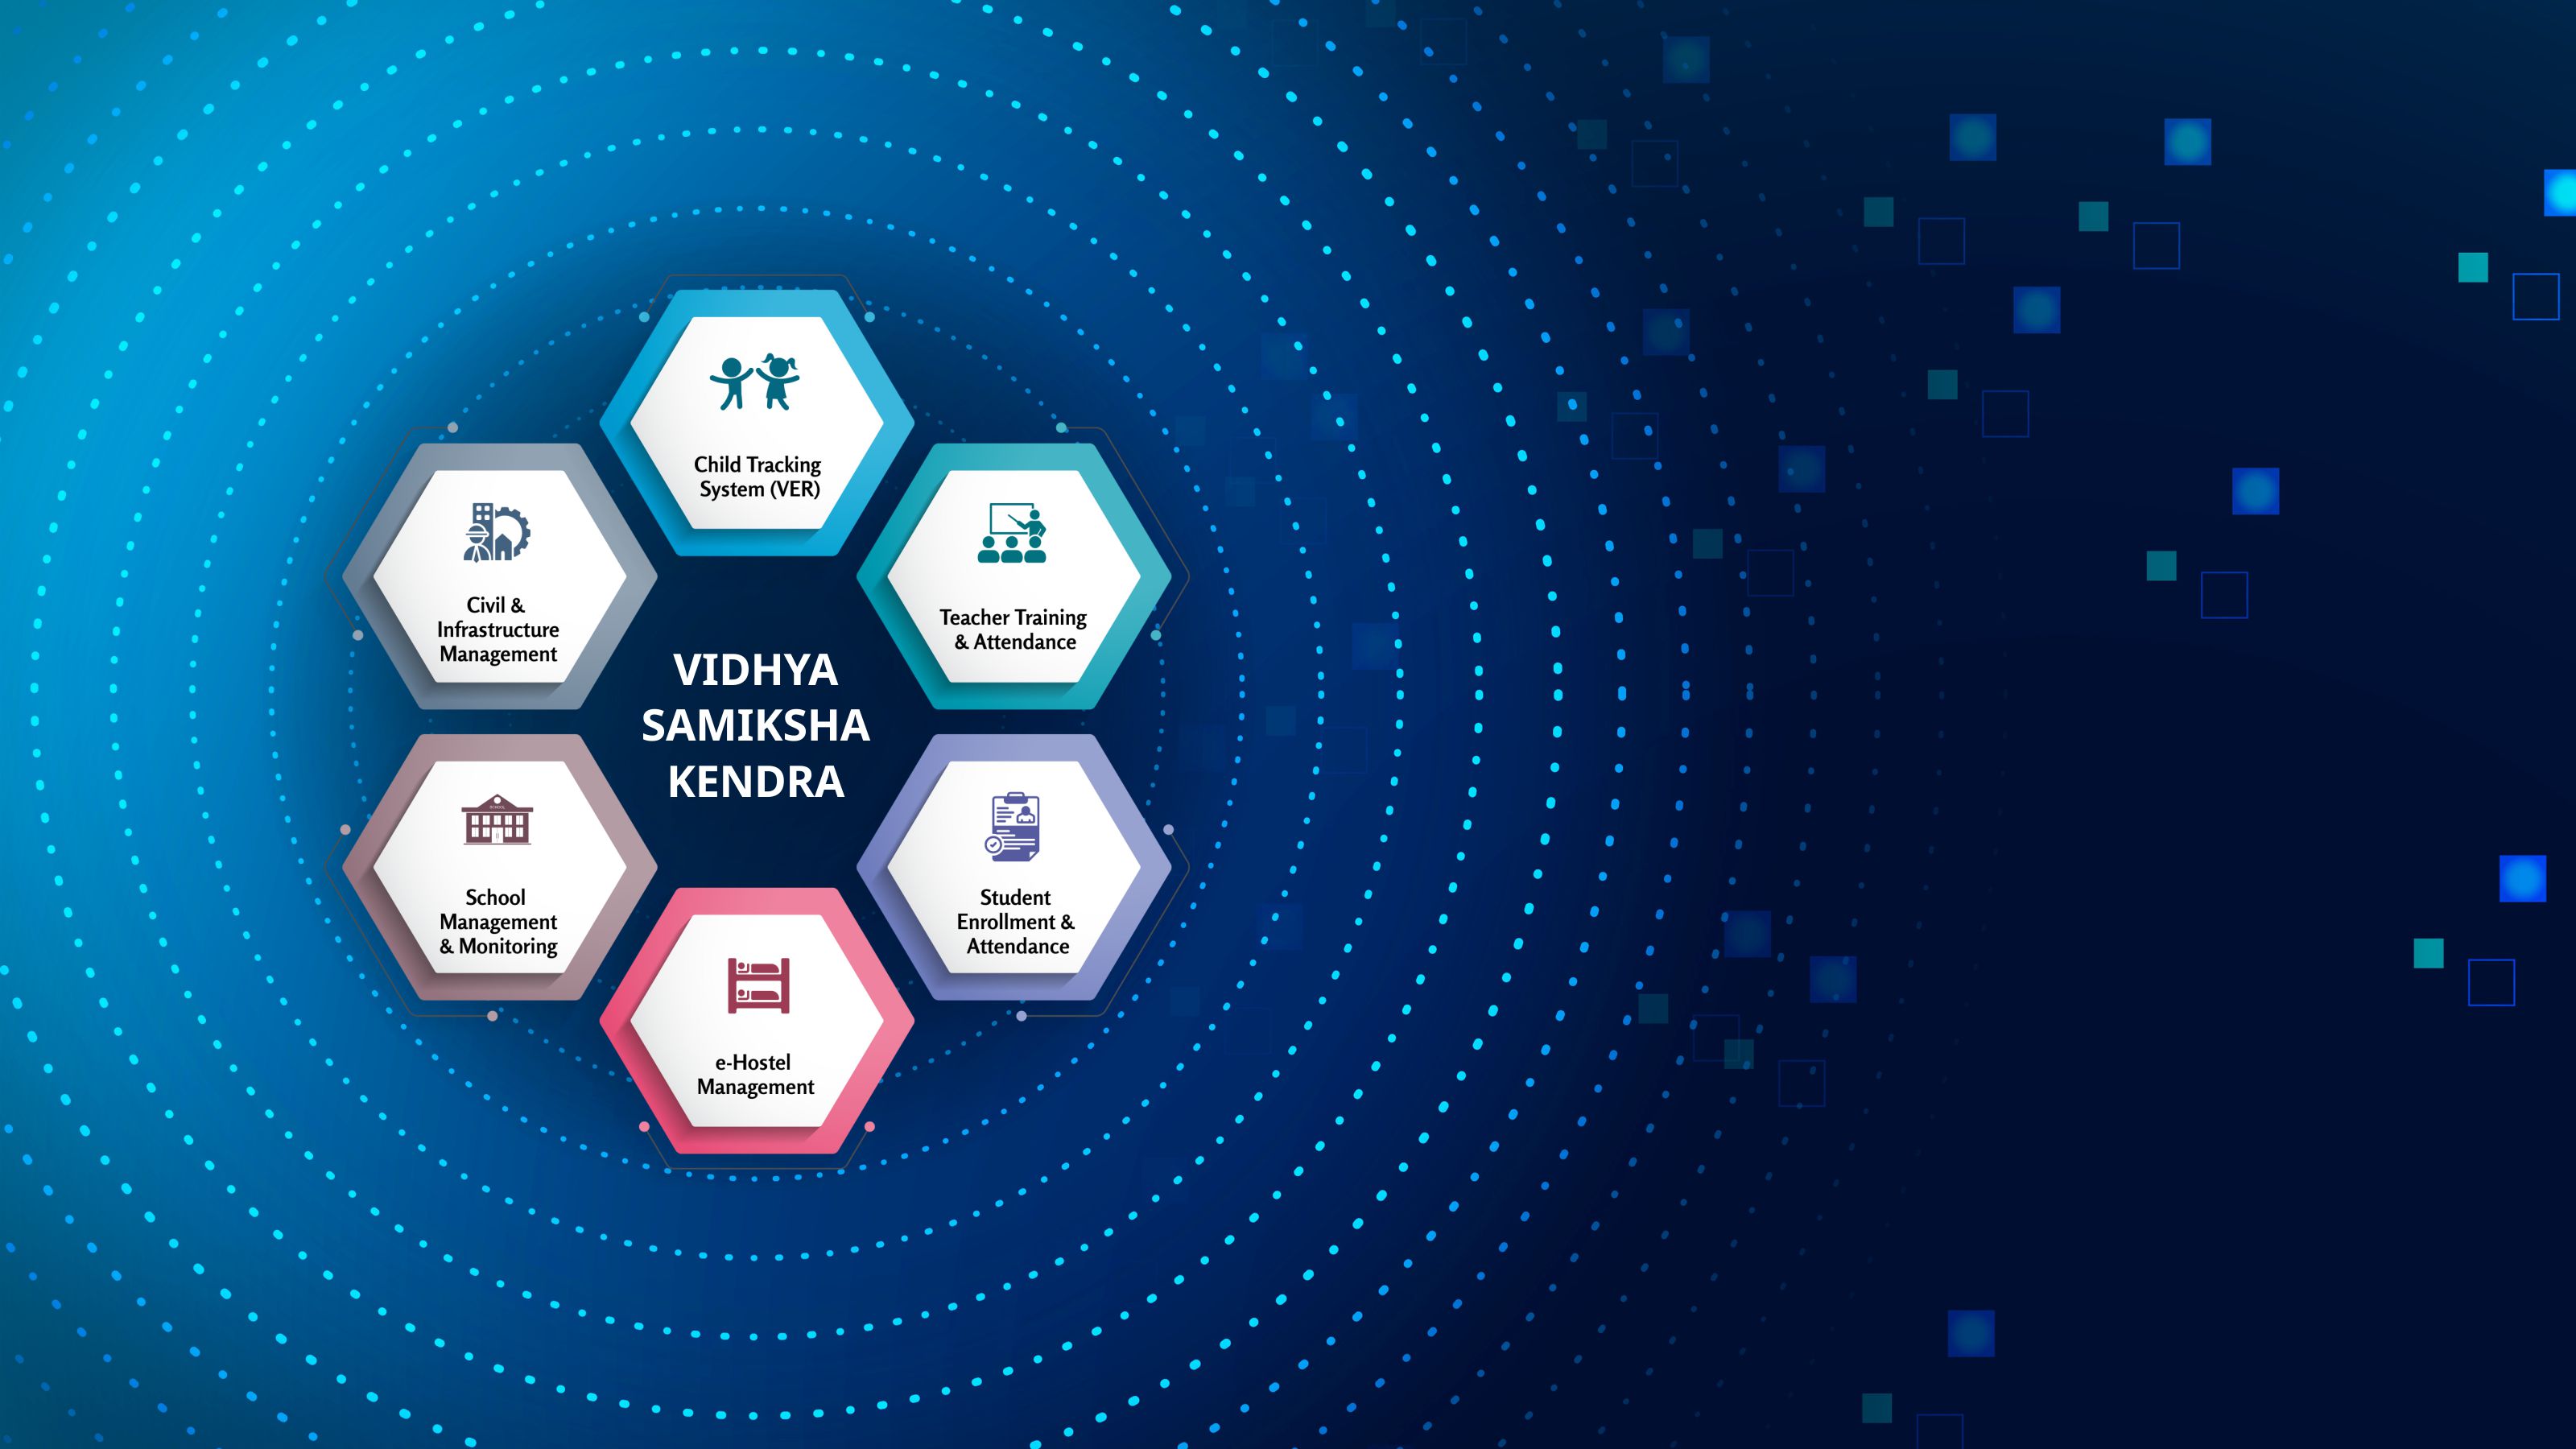 Child Tracking
System (VER)
Civil &
Infrastructure
Management
Teacher Training
& Attendance
VIDHYA
SAMIKSHA
KENDRA
School
Management
& Monitoring
Student
Enrollment &
Attendance
e-Hostel
Management